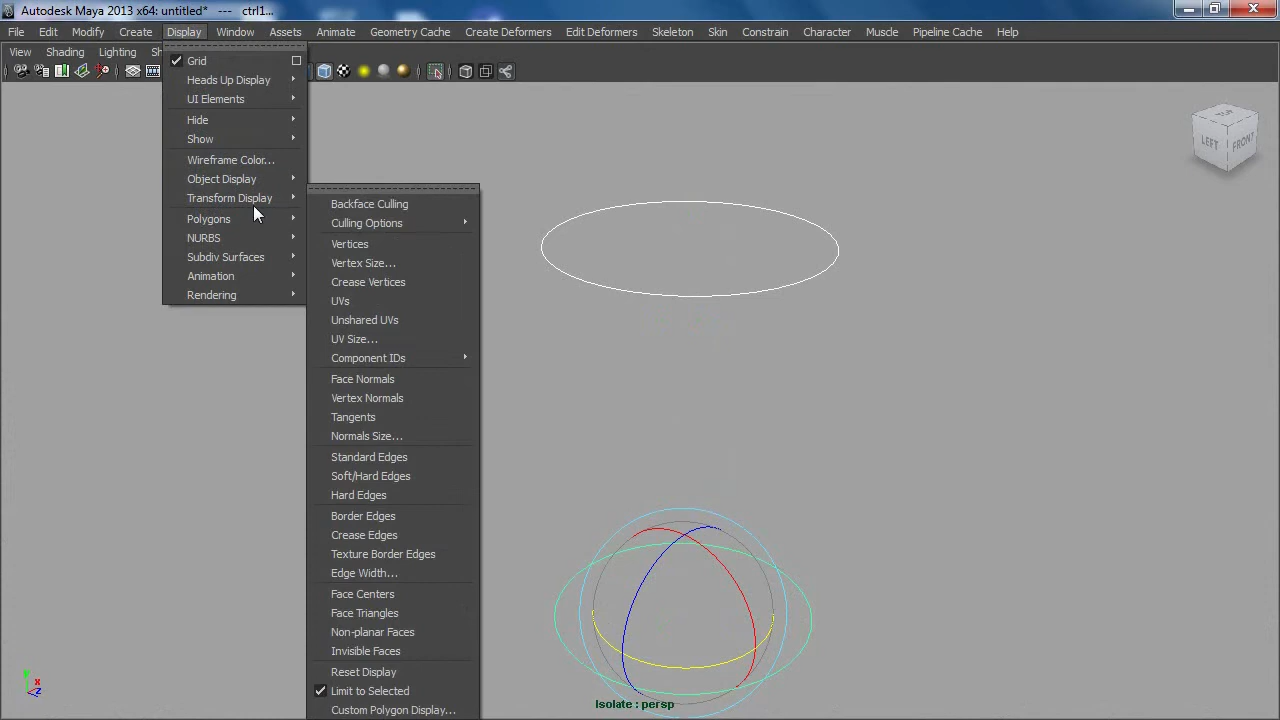 Autodesk Maya 2013 x64: untitled* --- ctrl1...
File Edit Modify Create Display Window Assets Animate Geometry Cache Create Deformers Edit Deformers Skeleton Constrain Skin Character Muscle Pipeline Cache Help
View Shading Lighting Sh
Grid
Heads Up Display
UI Elements
Hide
Show
Wireframe Color...
Object Display
Transform Display
Polygons
NURBS
Subdiv Surfaces
Animation
Rendering
Backface Culling
Culling Options
Vertices
Vertex Size...
Crease Vertices
UVs
Unshared UVs
UV Size...
Component IDs
Face Normals
Vertex Normals
Tangents
Normals Size...
Standard Edges
Soft/Hard Edges
Hard Edges
Border Edges
Crease Edges
Texture Border Edges
Edge Width...
Face Centers
Face Triangles
Non-planar Faces
Invisible Faces
Reset Display
Limit to Selected
Custom Polygon Display...
TOP
LEFT FRONT
Y
X
Z
Isolate : persp